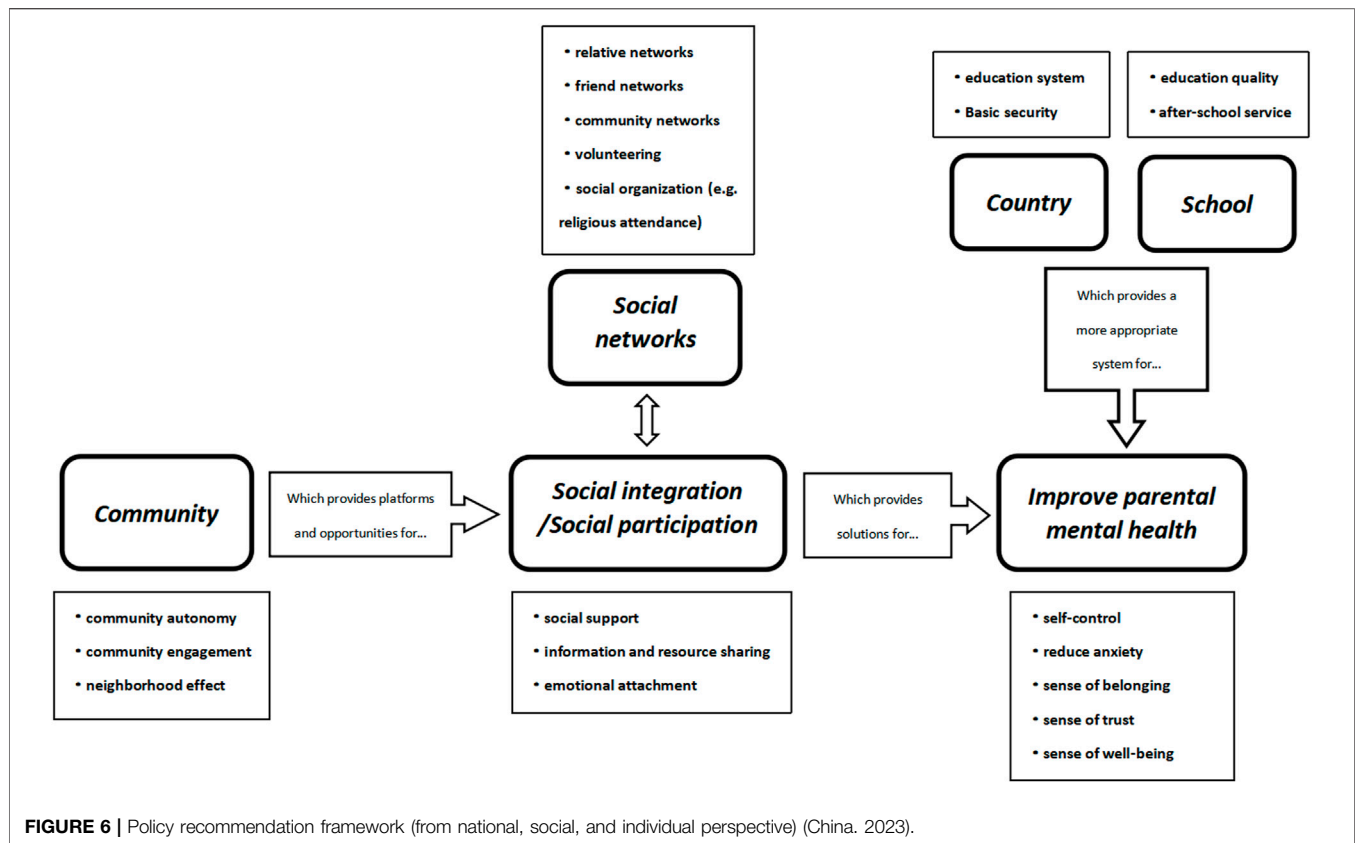 • relative networks
• friend networks
• community networks
• volunteering
• social organization (e.g.
religious attendance)
Social
networks
• education system
• Basic security
Country
• education quality
• after-school service
School
Which provides a
more appropriate
system for...
Community
Which provides platforms
and opportunities for...
Social integration
/Social participation
Which provides
solutions for...
Improve parental
mental health
• community autonomy
• community engagement
• neighborhood effect
• social support
• information and resource sharing
• emotional attachment
• self-control
• reduce anxiety
• sense of belonging
• sense of trust
• sense of well-being
FIGURE 6 | Policy recommendation framework (from national, social, and individual perspective) (China. 2023).